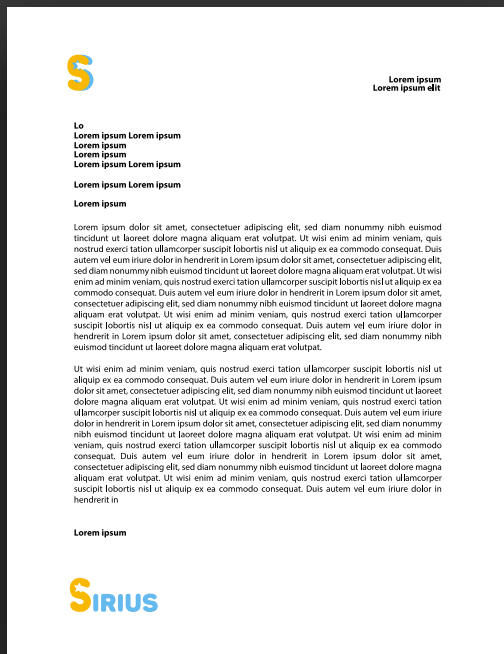 S
Lorem ipsum
Lorem ipsum elit
Lo
Lorem ipsum Lorem ipsum
Lorem ipsum
Lorem ipsum
Lorem ipsum Lorem ipsum
Lorem ipsum Lorem ipsum
Lorem ipsum
Lorem ipsum dolor sit amet, consectetuer adipiscing elit, sed diam nonummy nibh euismod
tincidunt ut laoreet dolore magna aliquam erat volutpat. Ut wisi enim ad minim veniam, quis
nostrud exerci tation ullamcorper suscipit lobortis nisl ut aliquip ex ea commodo consequat. Duis
autem vel eum iriure dolor in hendrerit in Lorem ipsum dolor sit amet, consectetuer adipiscing elit,
sed diam nonummy nibh euismod tincidunt ut laoreet dolore magna aliquam erat volutpat. Ut wisi
enim ad minim veniam, quis nostrud exerci tation ullamcorper suscipit lobortis nisl ut aliquip ex ea
commodo consequat. Duis autem vel eum iriure dolor in hendrerit in Lorem ipsum dolor sit amet,
consectetuer adipiscing elit, sed diam nonummy nibh euismod tincidunt ut laoreet dolore magna
aliquam erat volutpat. Ut wisi enim ad minim veniam, quis nostrud exerci tation ullamcorper
suscipit lobortis nisl ut aliquip ex ea commodo consequat. Duis autem vel eum iriure dolor in
hendrerit in Lorem ipsum dolor sit amet, consectetuer adipiscing elit, sed diam nonummy nibh
euismod tincidunt ut laoreet dolore magna aliquam erat volutpat.
Ut wisi enim ad minim veniam, quis nostrud exerci tation ullamcorper suscipit lobortis nisl ut
aliquip ex ea commodo consequat. Duis autem vel eum iriure dolor in hendrerit in Lorem ipsum
dolor sit amet, consectetuer adipiscing elit, sed diam nonummy nibh euismod tincidunt ut laoreet
dolore magna aliquam erat volutpat. Ut wisi enim ad minim veniam, quis nostrud exerci tation
ullamcorper suscipit lobortis nisl ut aliquip ex ea commodo consequat. Duis autem vel eum iriure
dolor in hendrerit in Lorem ipsum dolor sit amet, consectetuer adipiscing elit, sed diam nonummy
nibh euismod tincidunt ut laoreet dolore magna aliquam erat volutpat. Ut wisi enim ad minim
veniam, quis nostrud exerci tation ullamcorper suscipit lobortis nisl ut aliquip ex ea commodo
consequat. Duis autem vel eum iriure dolor in hendrerit in Lorem ipsum dolor sit amet,
consectetuer adipiscing elit, sed diam nonummy nibh euismod tincidunt ut laoreet dolore magna
aliquam erat volutpat. Ut wisi enim ad minim veniam, quis nostrud exerci tation ullamcorper
suscipit lobortis nisl ut aliquip ex ea commodo consequat. Duis autem vel eum iriure dolor in
hendrerit in
Lorem ipsum
SIRIUS